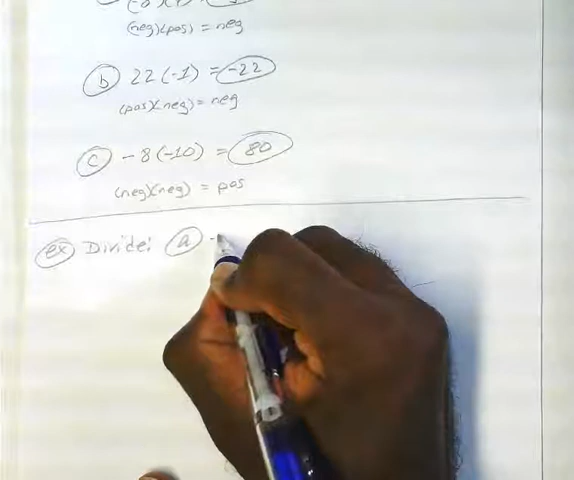 (neg)(pos) = neg
(b) 22(-1) = -22
(pos)(neg) = neg
(c) -8(-10) = 80
(neg)(neg) = pos
(ex) Divide: (a) -